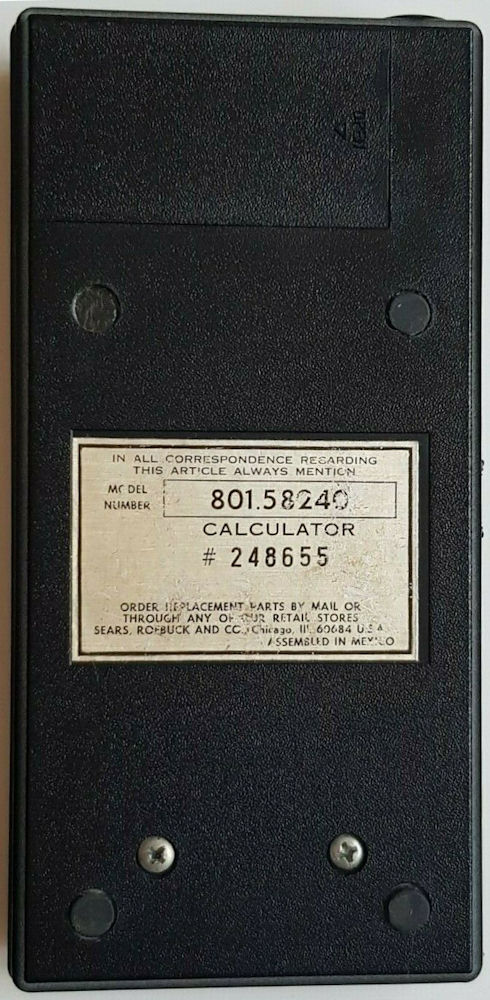 IN ALL CORRESPONDENCE REGARDING
THIS ARTICLE ALWAYS MENTION
MODEL
NUMBER
801.58240
CALCULATOR
# 248655
ORDER REPLACEMENT PARTS BY MAIL OR
THROUGH ANY OF OUR RETAIL STORES
SEARS, ROEBUCK AND CO., Chicago, Ill. 60684 U.S.A.
ASSEMBLED IN MEXICO